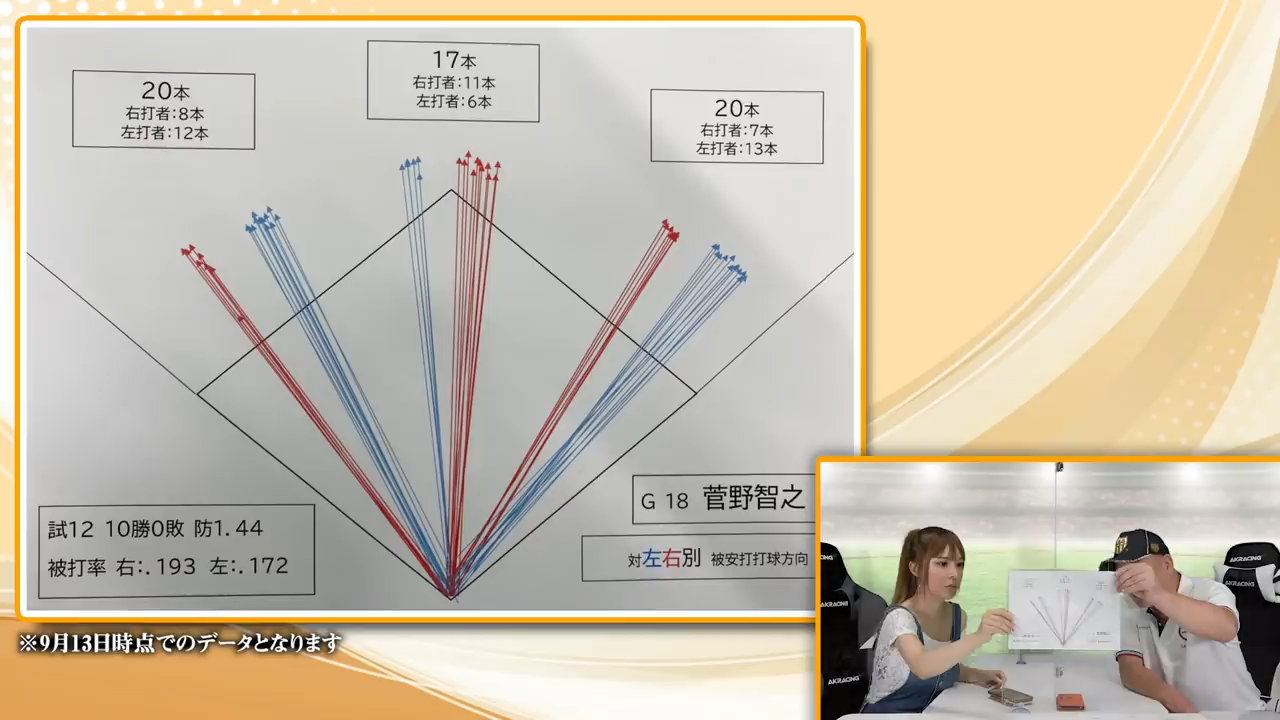 20本
右打者:8本
左打者:12本
17本
右打者:11本
左打者:6本
20本
右打者:7本
左打者:13本
試12 10勝0敗 防1.44
被打率 右:.193 左:.172
G 18 菅野智之
対左右別 被安打打球方向
※9月13日時点でのデータとなります
AKRACING
AKRACING
AKRACING
AKRACING